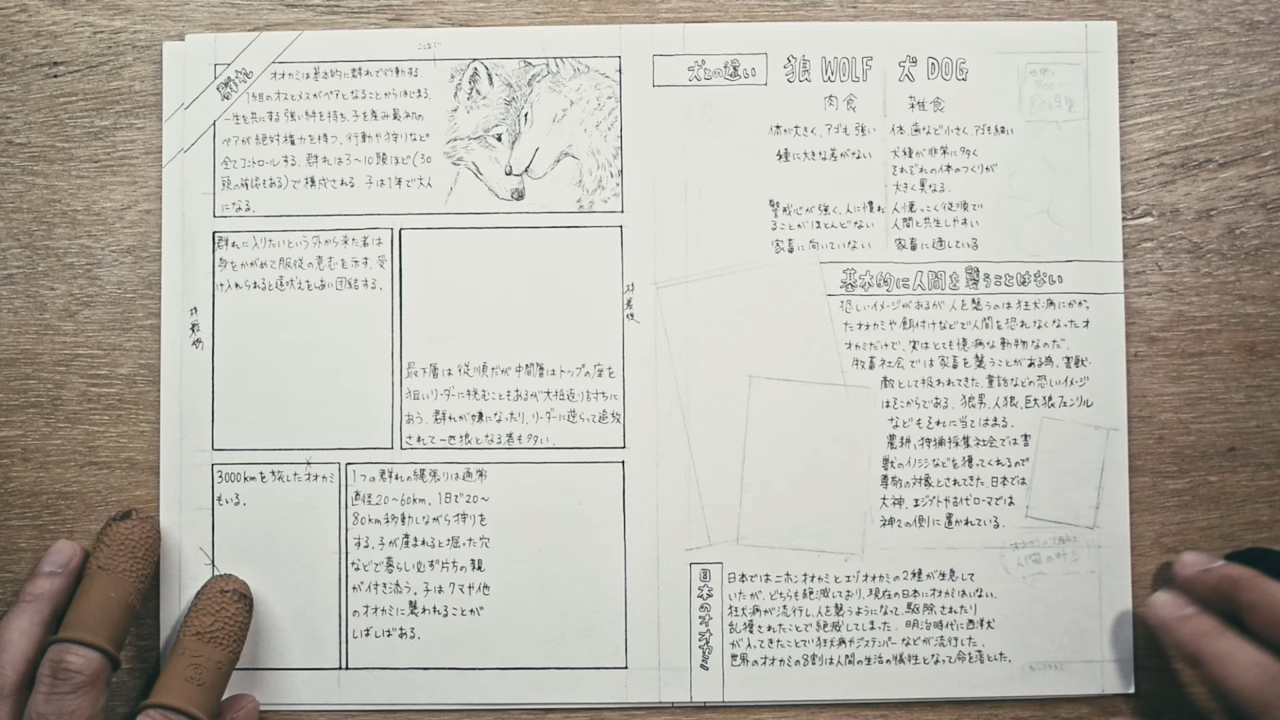 ここまで
群れ
オオカミは基本的に群れで行動する.
1組のオスとメスがペアとなることからはじまる.
一生を共にする強い絆を持ち、子を産み最初の
ペアが絶対権力を持つ. 行動や狩りなど
全てコントロールする. 群れは3〜10頭ほど(30
頭の確認もある)で構成される. 子は1年で大人
になる.
群れに入りたいという外から来た者は
身をかがめて服従の意志を示す. 受
け入れられると遠吠えをしあい団結する.
最下層は従順だが中間層はトップの座を
狙いリーダーに挑むこともあるが大抵返りうちに
あう. 群れが嫌になったり、リーダーに逆らって追放
されて一匹狼となる者も多い.
3000kmを旅したオオカミ
もいる.
1つの群れの縄張りは通常
直径20〜60km. 1日で20〜
80km移動しながら狩りを
する. 子が産まれると掘った穴
などで暮らし必ず片方の親
が付き添う. 子はクマや他
のオオカミに襲われることが
しばしばある.
犬との違い
狼 WOLF
犬 DOG
肉食
雑食
体が大きく、アゴも強い
体、歯など小さく、アゴも細い
種に大きな差がない
犬種が非常に多く
それぞれの体のつくりが
大きく異なる.
警戒心が強く、人に慣れ
ることがほとんどない
人懐っこく従順で
人間と共生しやすい
家畜に向いていない
家畜に適している
基本的に人間を襲うことはない
恐いイメージがあるが人を襲うのは狂犬病にかかっ
たオオカミや餌付けなどで人間を恐れなくなったオ
オカミだけで、実はとても臆病な動物なのだ.
牧畜社会では家畜を襲うことがある為、害獣・
敵として扱われてきた. 童話などの恐いイメージ
はそこからである. 狼男、人狼、巨大狼フェンリル
などもそれに当てはまる.
農耕、狩猟採集社会では害
獣のイノシシなどを獲ってくれるので
尊敬の対象とされてきた. 日本では
大神、エジプトや古代ローマでは
神々の側に置かれている.
日本のオオカミ
日本ではニホンオオカミとエゾオオカミの2種が生息して
いたが、どちらも絶滅しており、現在の日本にオオカミはいない.
狂犬病が流行し、人を襲うようになって、駆除されたり
乱獲されたことで絶滅してしまった. 明治時代に西洋犬
が入ってきたことで狂犬病やジステンパーなどが流行した.
世界のオオカミの8割は人間の生活の犠牲となって命を落とした.